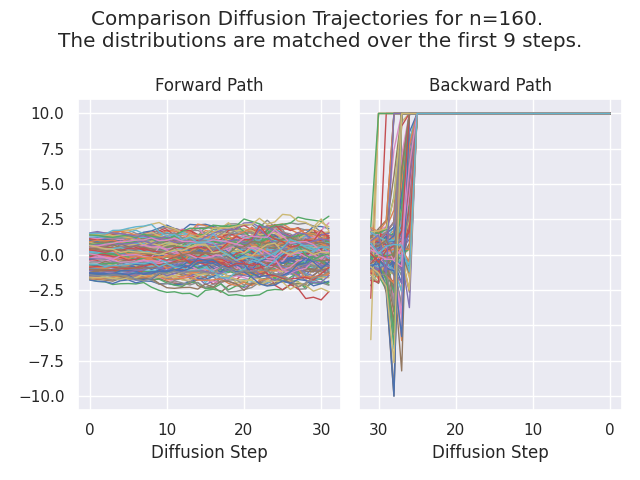 Comparison Diffusion Trajectories for n=160.
The distributions are matched over the first 9 steps.
Forward Path
Backward Path
10.0
7.5
5.0
2.5
0.0
−2.5
−5.0
−7.5
−10.0
0 10 20 30
30 20 10 0
Diffusion Step
Diffusion Step